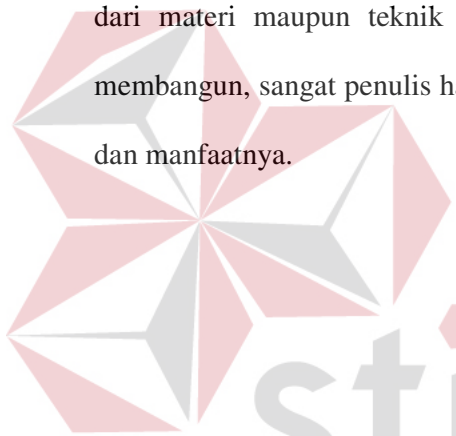 dari materi maupun teknik
membangun, sangat penulis
dan manfaatnya.